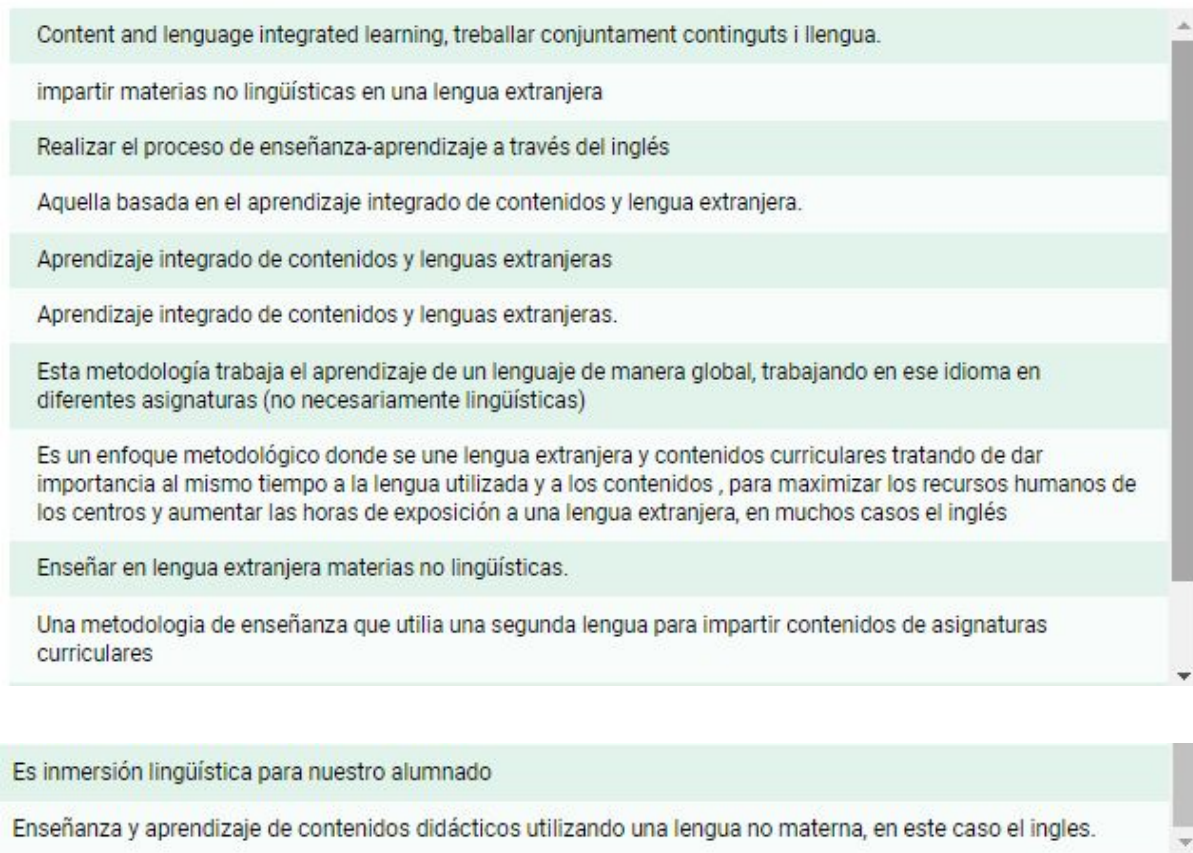 Content and lenguage integrated learning, treballar conjuntament continguts i llengua.
impartir materias no lingüísticas en una lengua extranjera
Realizar el proceso de enseñanza-aprendizaje a través del inglés
Aquella basada en el aprendizaje integrado de contenidos y lengua extranjera.
Aprendizaje integrado de contenidos y lenguas extranjeras
Aprendizaje integrado de contenidos y lenguas extranjeras.
Esta metodología trabaja el aprendizaje de un lenguaje de manera global, trabajando en ese idioma en
diferentes asignaturas (no necesariamente lingüísticas)
Es un enfoque metodológico donde se une lengua extranjera y contenidos curriculares tratando de dar
importancia al mismo tiempo a la lengua utilizada y a los contenidos , para maximizar los recursos humanos de
los centros y aumentar las horas de exposición a una lengua extranjera, en muchos casos el inglés
Enseñar en lengua extranjera materias no lingüísticas.
Una metodologia de enseñanza que utilia una segunda lengua para impartir contenidos de asignaturas
curriculares
Es inmersión lingüística para nuestro alumnado
Enseñanza y aprendizaje de contenidos didácticos utilizando una lengua no materna, en este caso el ingles.